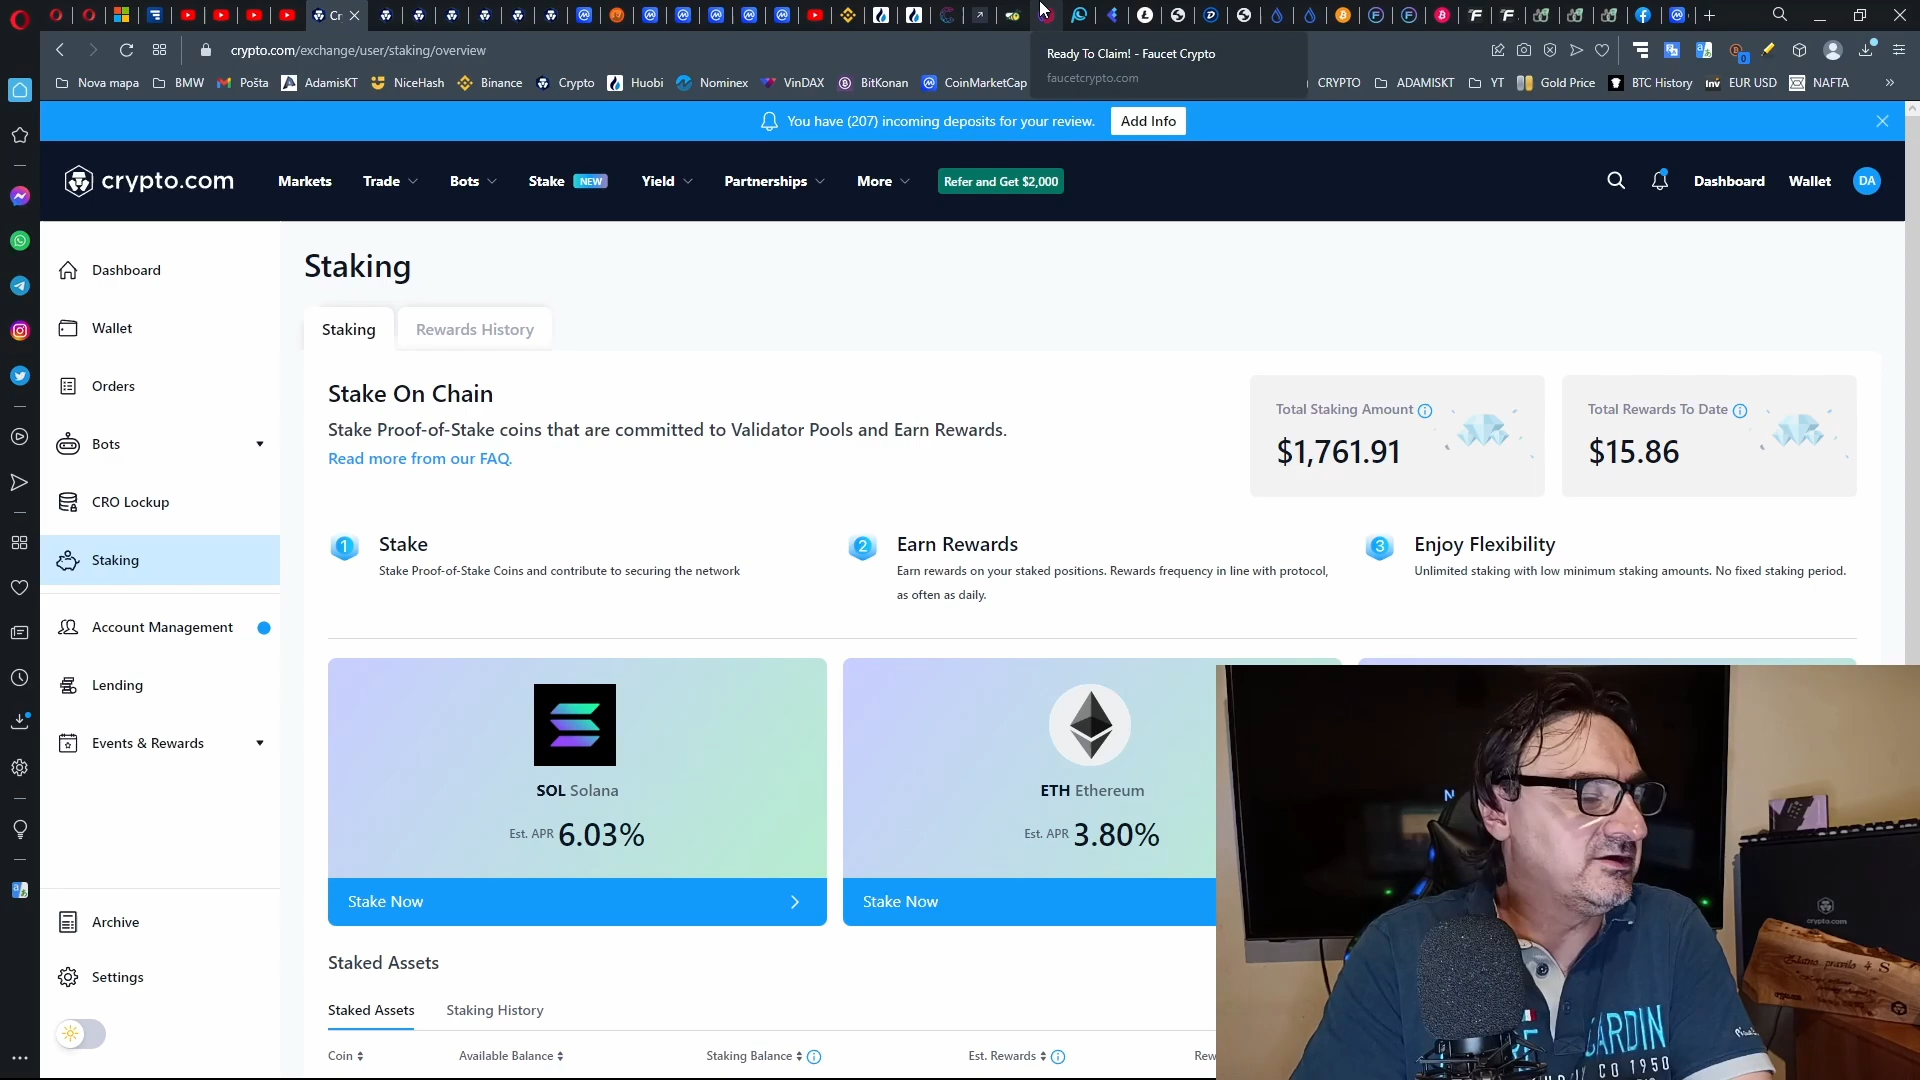 Cr
crypto.com/exchange/user/staking/overview
Ready To Claim! - Faucet Crypto
faucetcrypto.com
Nova mapa
BMW
Pošta
AdamisKT
NiceHash
Binance
Crypto
Huobi
Nominex
VinDAX
BitKonan
CoinMarketCap
CRYPTO
ADAMISKT
YT
Gold Price
BTC History
EUR USD
NAFTA
You have (207) incoming deposits for your review.
Add Info
crypto.com
Markets
Trade
Bots
Stake
NEW
Yield
Partnerships
More
Refer and Get $2,000
Dashboard
Wallet
DA
Dashboard
Wallet
Orders
Bots
CRO Lockup
Staking
Account Management
Lending
Events & Rewards
Archive
Settings
Staking
Staking
Rewards History
Stake On Chain
Stake Proof-of-Stake coins that are committed to Validator Pools and Earn Rewards.
Read more from our FAQ.
Total Staking Amount
$1,761.91
Total Rewards To Date
$15.86
1
Stake
Stake Proof-of-Stake Coins and contribute to securing the network
2
Earn Rewards
Earn rewards on your staked positions. Rewards frequency in line with protocol,
as often as daily.
3
Enjoy Flexibility
Unlimited staking with low minimum staking amounts. No fixed staking period.
SOL Solana
Est. APR 6.03%
Stake Now
ETH Ethereum
Est. APR 3.80%
Stake Now
Staked Assets
Staked Assets
Staking History
Coin
Available Balance
Staking Balance
Est. Rewards
Rew
crypto.com
CARDIN
CO 1950